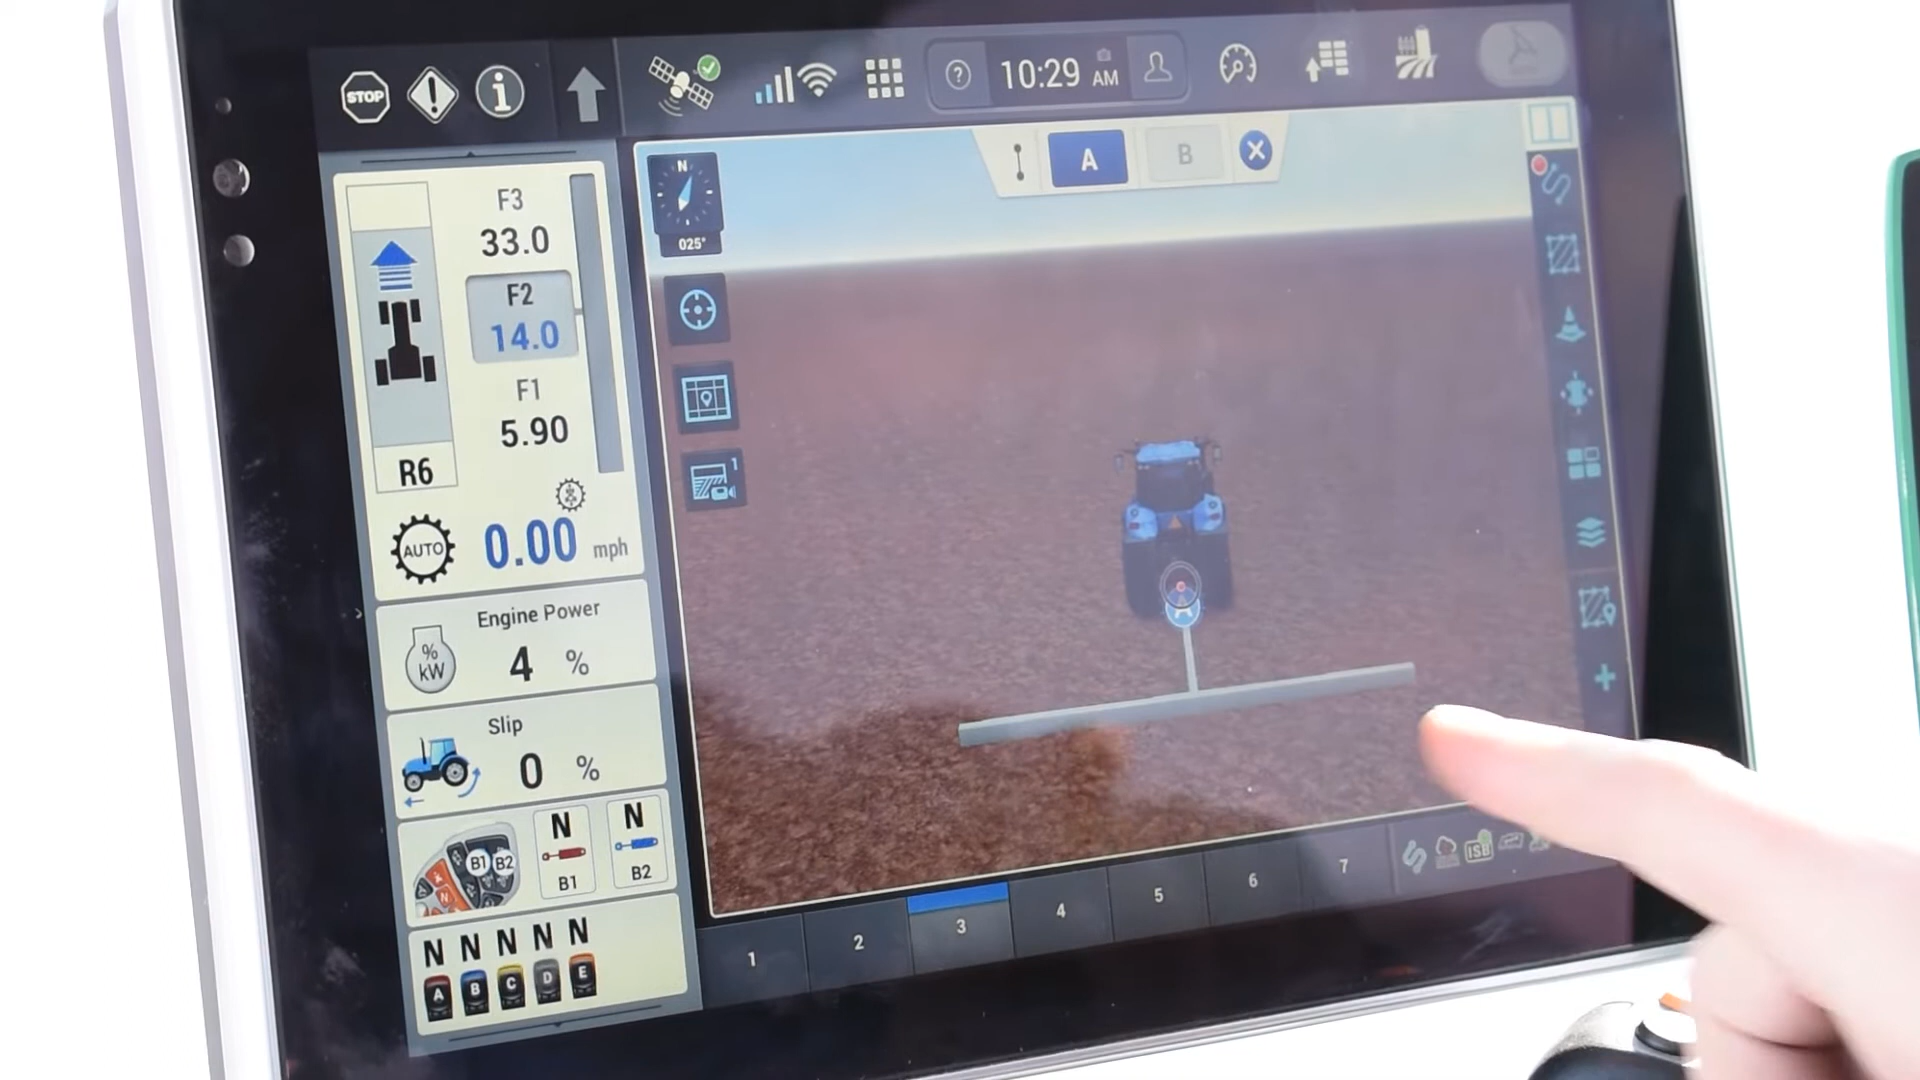 STOP
10:29 AM
A B
N
025°
F3
33.0
F2
14.0
F1
5.90
R6
AUTO
0.00 mph
Engine Power
% kW
4 %
Slip
0 %
B1 B2
N
N
B1
N
B2
N N N N N
A B C D E
1
A
1 2 3 4 5 6 7
ISB